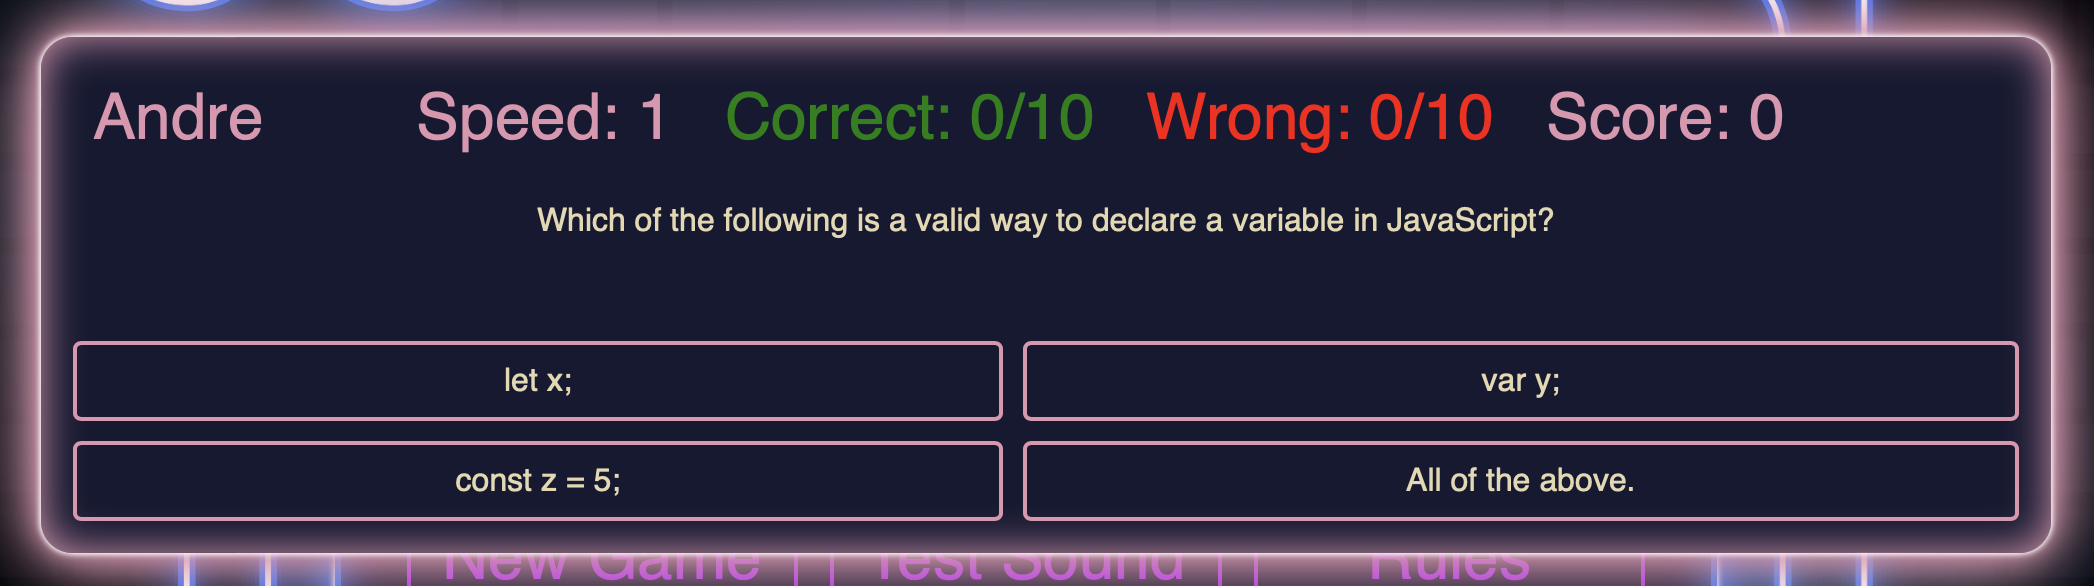 Andre Speed: 1 Correct: 0/10 Wrong: 0/10 Score: 0
Which of the following is a valid way to declare a variable in JavaScript?
let x; var y;
const z = 5; All of the above.
New Game Test Sound Rules